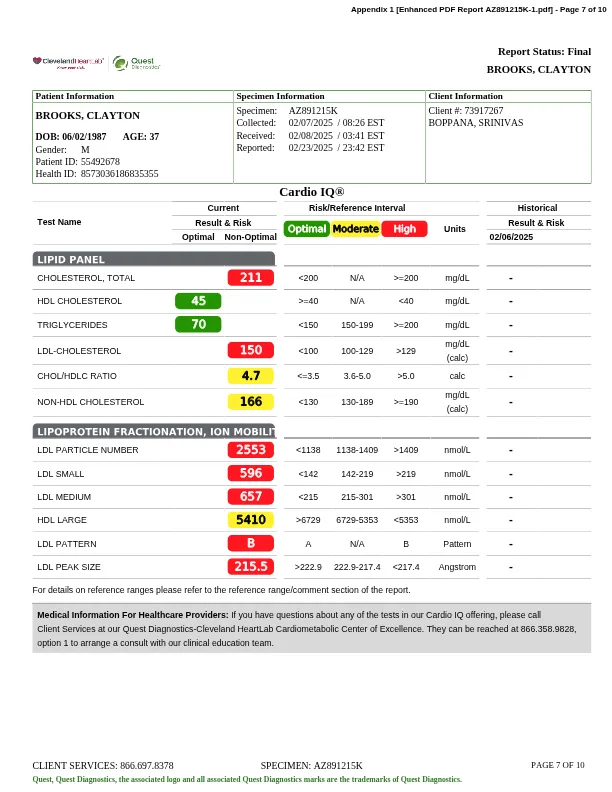 Appendix 1 [Enhanced PDF Report AZ891215K-1.pdf] - Page 7 of 10
Report Status: Final
ClevelandHeartLab®
Know your risk.
Quest
Diagnostics®
BROOKS, CLAYTON
Patient Information Specimen Information Client Information
BROOKS, CLAYTON
DOB: 06/02/1987 AGE: 37
Gender: M
Patient ID: 55492678
Health ID: 8573036186835355
Specimen: AZ891215K
Collected: 02/07/2025 / 08:26 EST
Received: 02/08/2025 / 03:41 EST
Reported: 02/23/2025 / 23:42 EST
Client #: 73917267
BOPPANA, SRINIVAS
Cardio IQ®
Test Name Current Risk/Reference Interval Historical
Result & Risk Optimal Moderate High Units Result & Risk
Optimal Non-Optimal 02/06/2025
LIPID PANEL
CHOLESTEROL, TOTAL 211 <200 N/A >=200 mg/dL -
HDL CHOLESTEROL 45 >=40 N/A <40 mg/dL -
TRIGLYCERIDES 70 <150 150-199 >=200 mg/dL -
LDL-CHOLESTEROL 150 <100 100-129 >129 mg/dL (calc) -
CHOL/HDLC RATIO 4.7 <=3.5 3.6-5.0 >5.0 calc -
NON-HDL CHOLESTEROL 166 <130 130-189 >=190 mg/dL (calc) -
LIPOPROTEIN FRACTIONATION, ION MOBILIT
LDL PARTICLE NUMBER 2553 <1138 1138-1409 >1409 nmol/L -
LDL SMALL 596 <142 142-219 >219 nmol/L -
LDL MEDIUM 657 <215 215-301 >301 nmol/L -
HDL LARGE 5410 >6729 6729-5353 <5353 nmol/L -
LDL PATTERN B A N/A B Pattern -
LDL PEAK SIZE 215.5 >222.9 222.9-217.4 <217.4 Angstrom -
For details on reference ranges please refer to the reference range/comment section of the report.
Medical Information For Healthcare Providers: If you have questions about any of the tests in our Cardio IQ offering, please call
Client Services at our Quest Diagnostics-Cleveland HeartLab Cardiometabolic Center of Excellence. They can be reached at 866.358.9828,
option 1 to arrange a consult with our clinical education team.
CLIENT SERVICES: 866.697.8378 SPECIMEN: AZ891215K PAGE 7 OF 10
Quest, Quest Diagnostics, the associated logo and all associated Quest Diagnostics marks are the trademarks of Quest Diagnostics.